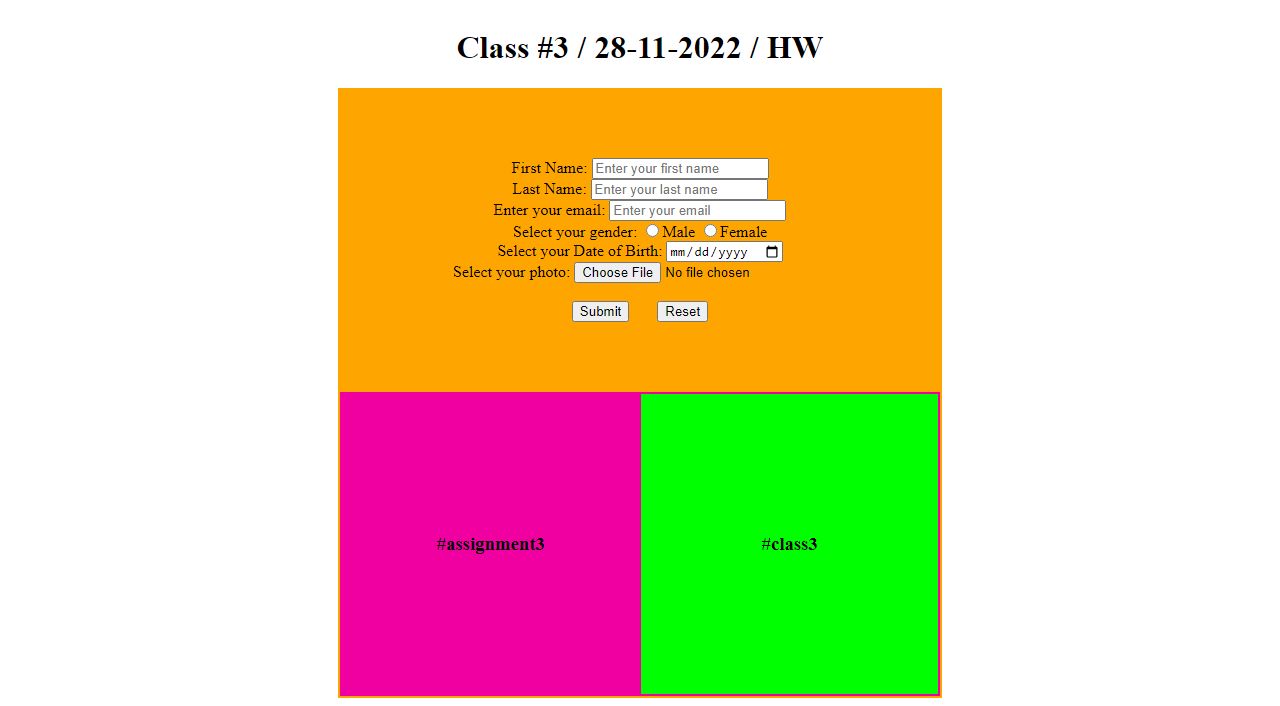 Class #3 / 28-11-2022 / HW
First Name: Enter your first name
Last Name: Enter your last name
Enter your email: Enter your email
Select your gender: Male Female
Select your Date of Birth: mm/dd/yyyy
Select your photo: Choose File No file chosen
Submit Reset
#assignment3 #class3